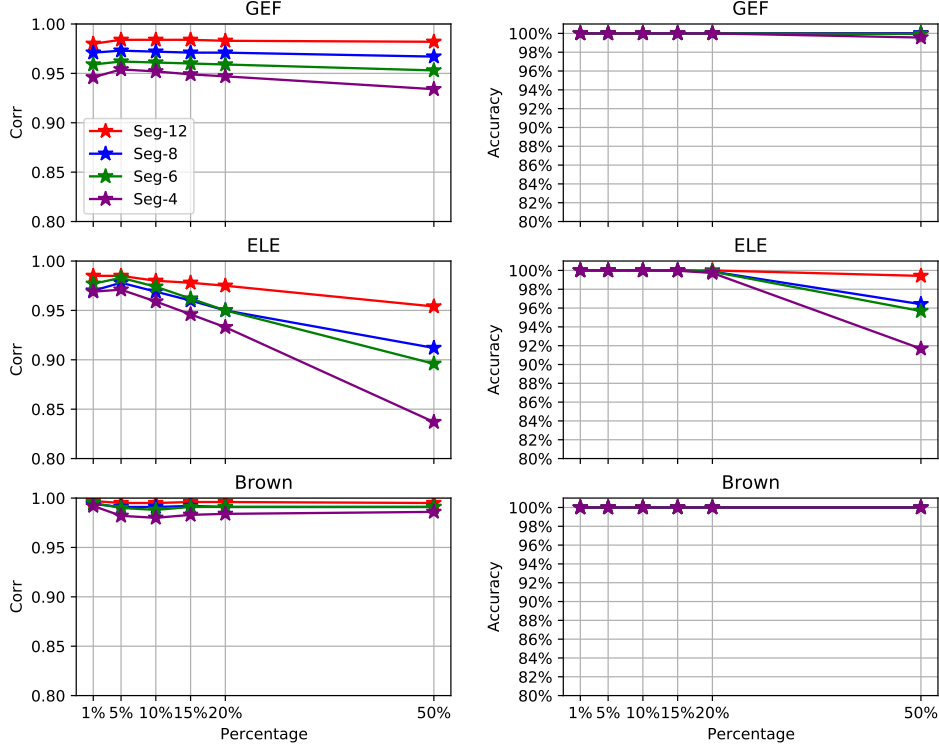 GEF
1.00
0.95
0.90
0.85
0.80
Corr
Seg-12
Seg-8
Seg-6
Seg-4
GEF
100%
98%
96%
94%
92%
90%
88%
86%
84%
82%
80%
Accuracy
ELE
1.00
0.95
0.90
0.85
0.80
Corr
ELE
100%
98%
96%
94%
92%
90%
88%
86%
84%
82%
80%
Accuracy
Brown
1.00
0.95
0.90
0.85
0.80
Corr
1% 5% 10% 15% 20% 50%
Percentage
Brown
100%
98%
96%
94%
92%
90%
88%
86%
84%
82%
80%
Accuracy
1% 5% 10% 15% 20% 50%
Percentage